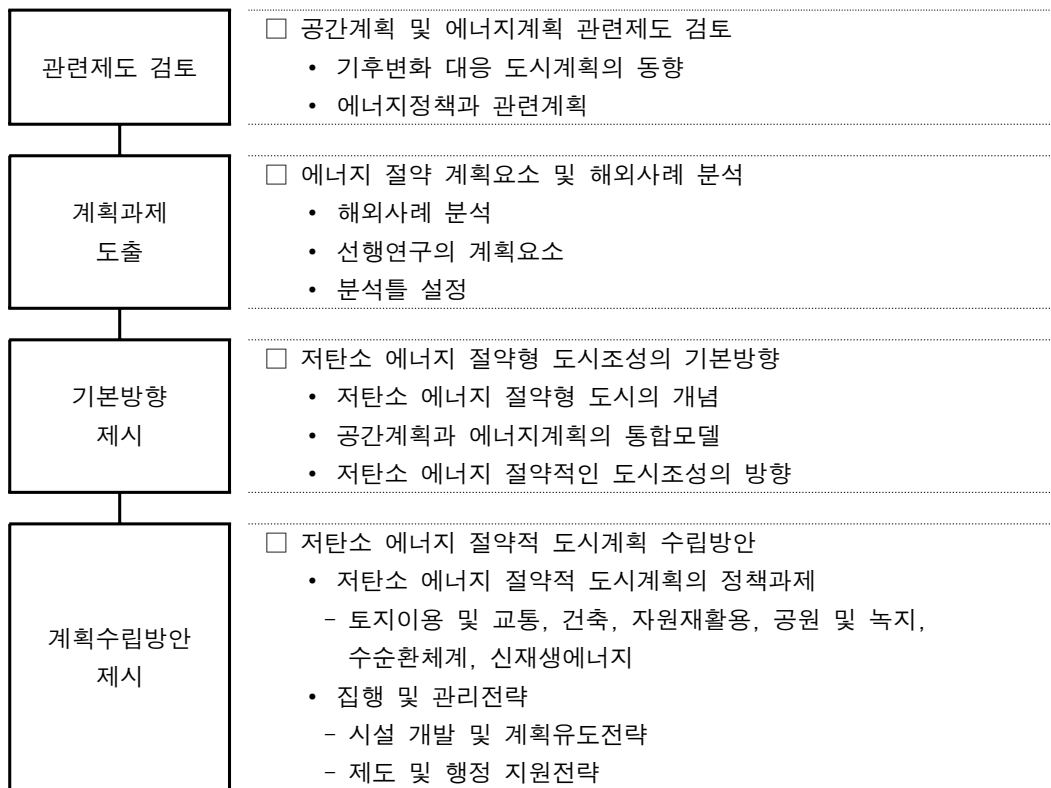 관련제도 검토
□ 공간계획 및 에너지계획 관련제도 검토
• 기후변화 대응 도시계획의 동향
• 에너지정책과 관련계획
계획과제
도출
□ 에너지 절약 계획요소 및 해외사례 분석
• 해외사례 분석
• 선행연구의 계획요소
• 분석틀 설정
기본방향
제시
□ 저탄소 에너지 절약형 도시조성의 기본방향
• 저탄소 에너지 절약형 도시의 개념
• 공간계획과 에너지계획의 통합모델
• 저탄소 에너지 절약적인 도시조성의 방향
계획수립방안
제시
□ 저탄소 에너지 절약적 도시계획 수립방안
• 저탄소 에너지 절약적 도시계획의 정책과제
- 토지이용 및 교통, 건축, 자원재활용, 공원 및 녹지,
수순환체계, 신재생에너지
• 집행 및 관리전략
- 시설 개발 및 계획유도전략
- 제도 및 행정 지원전략